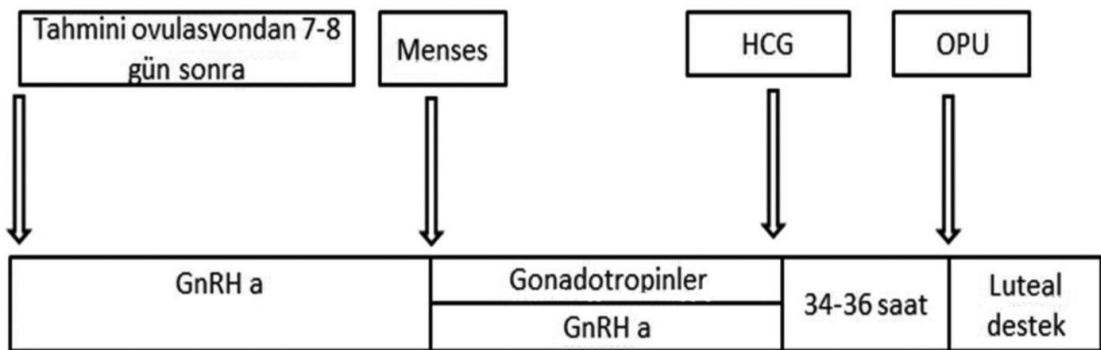 Tahmini ovulasyondan 7-8
gün sonra
Menses
HCG
OPU
GnRH a
Gonadotropinler
GnRH a
34-36 saat
Luteal
destek